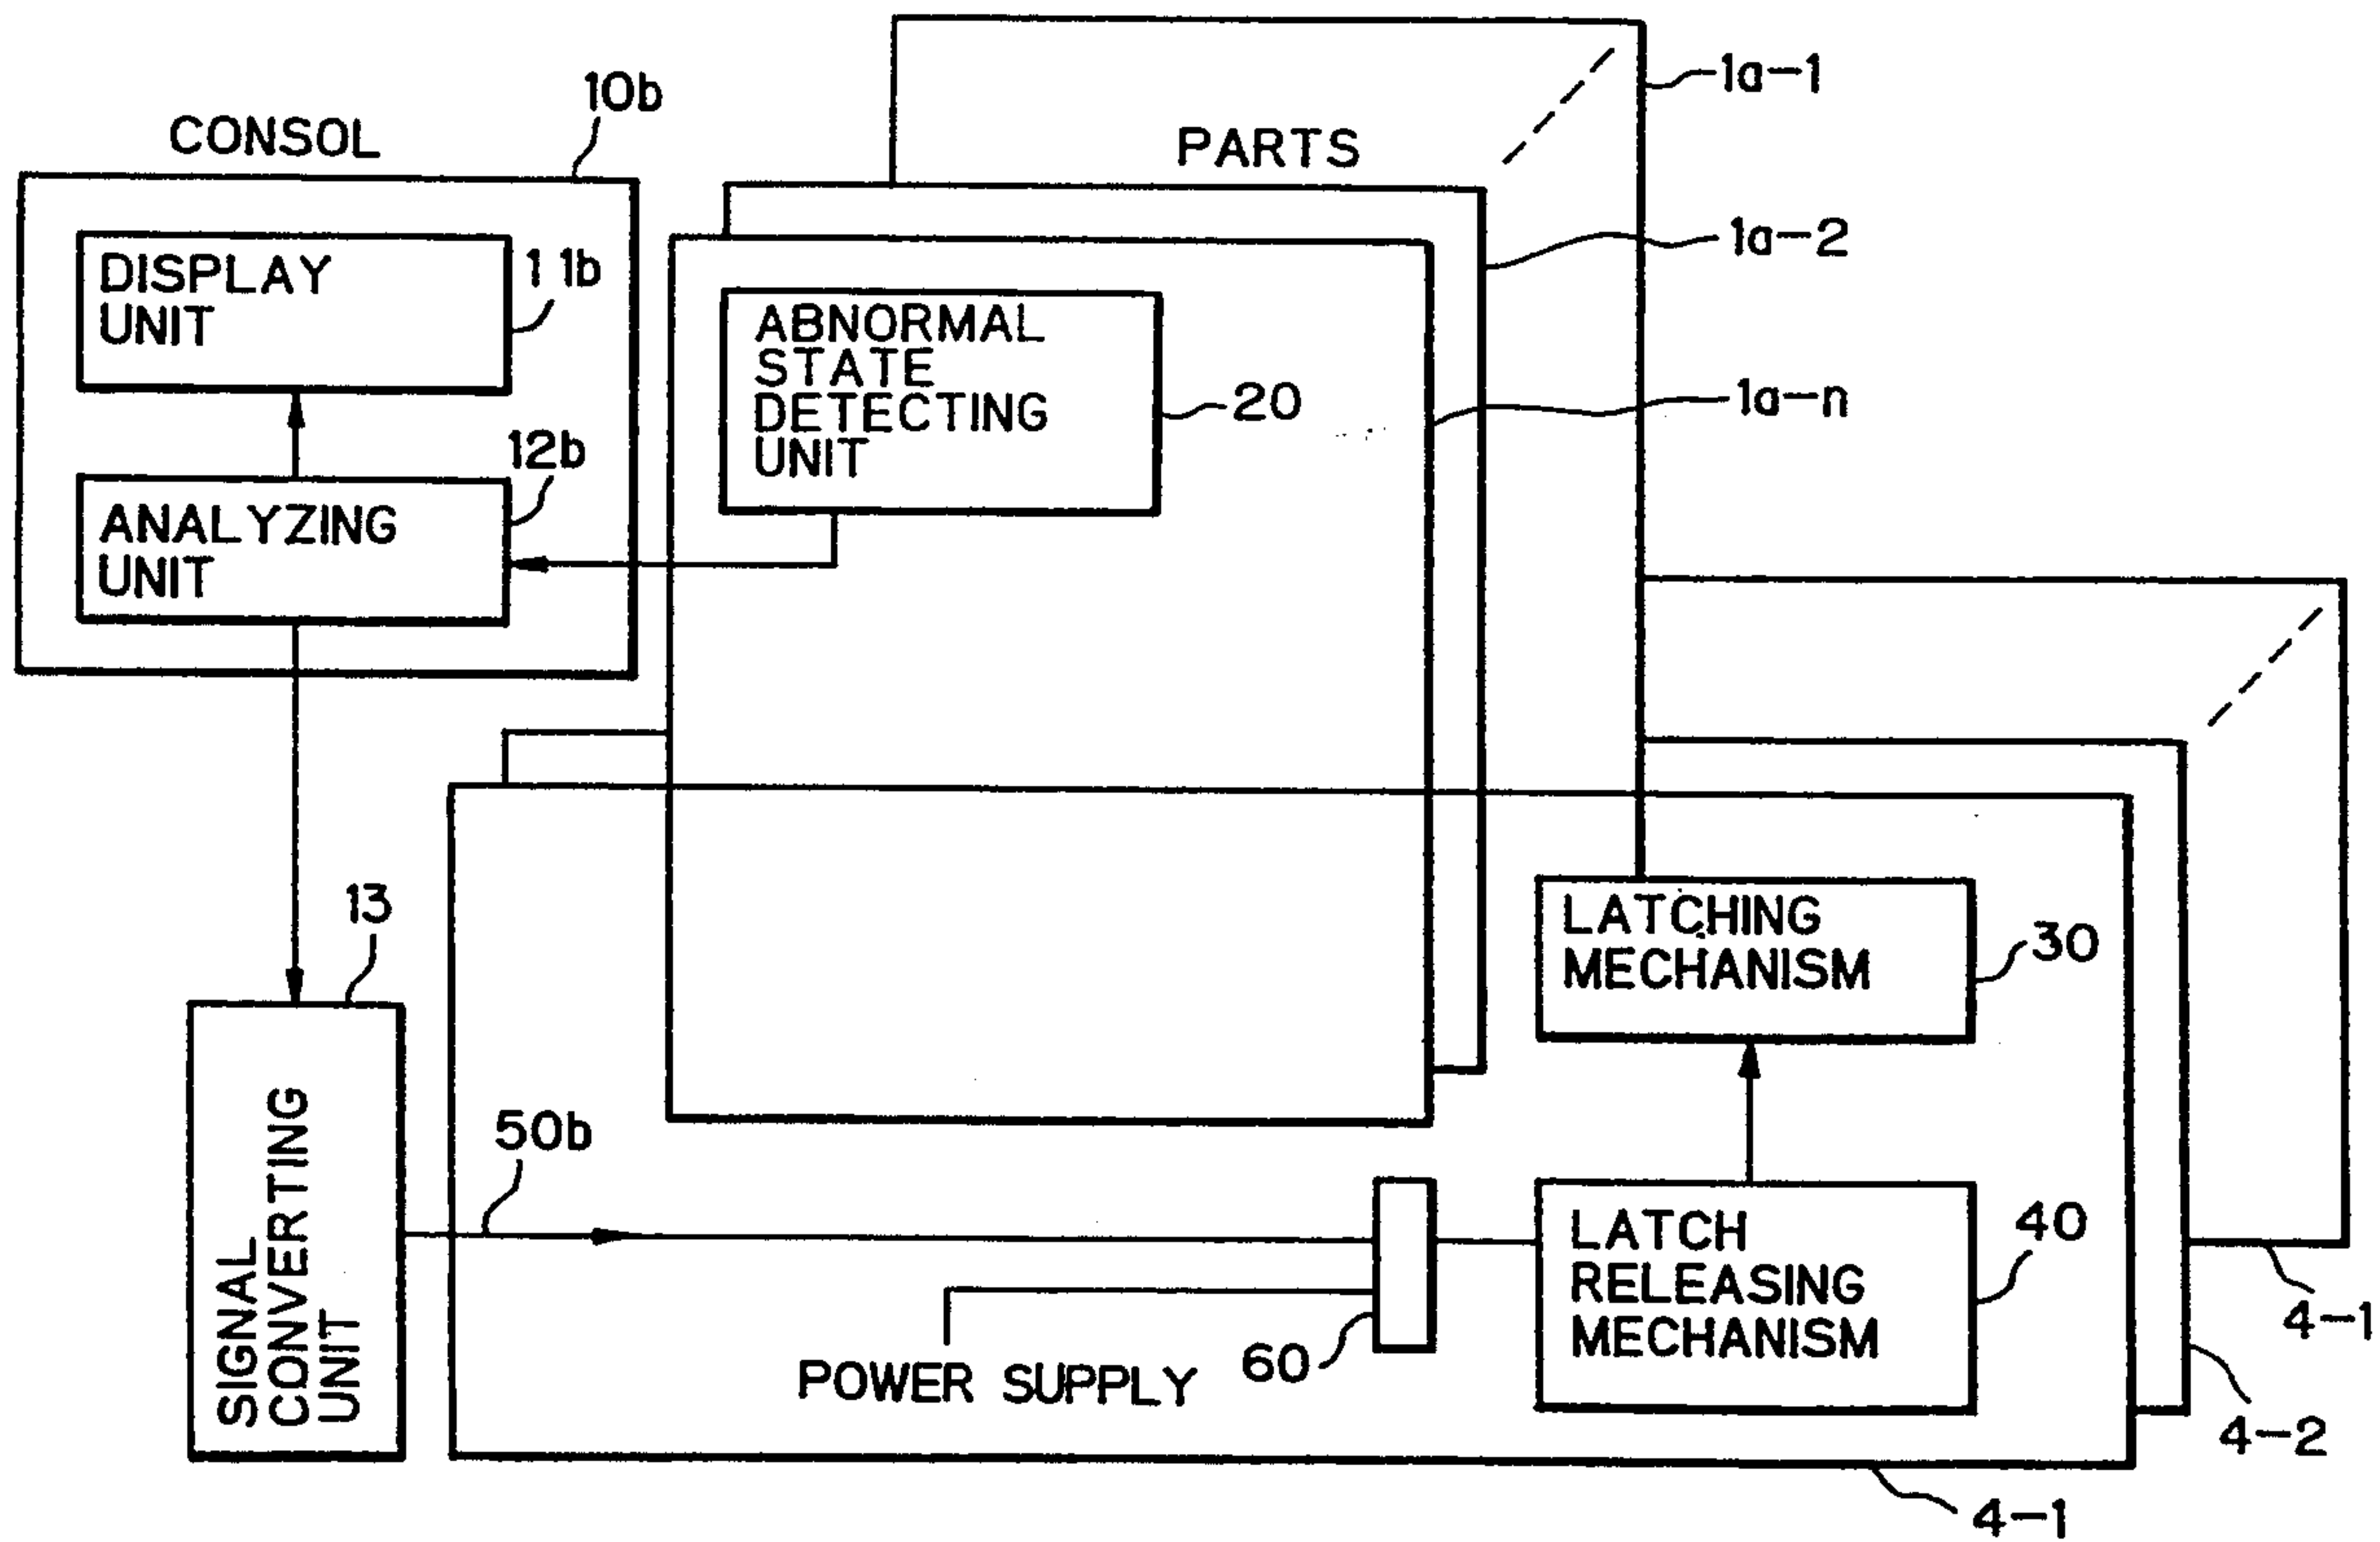 1a-1
10b
CONSOL
PARTS
1a-2
DISPLAY
UNIT
11b
ABNORMAL
STATE
DETECTING
UNIT
20
1a-n
12b
ANALYZING
UNIT
13
LATCHING
MECHANISM
30
SIGNAL
CONVERTING
UNIT
50b
LATCH
RELEASING
MECHANISM
40
60
POWER SUPPLY
4-1
4-2
4-1